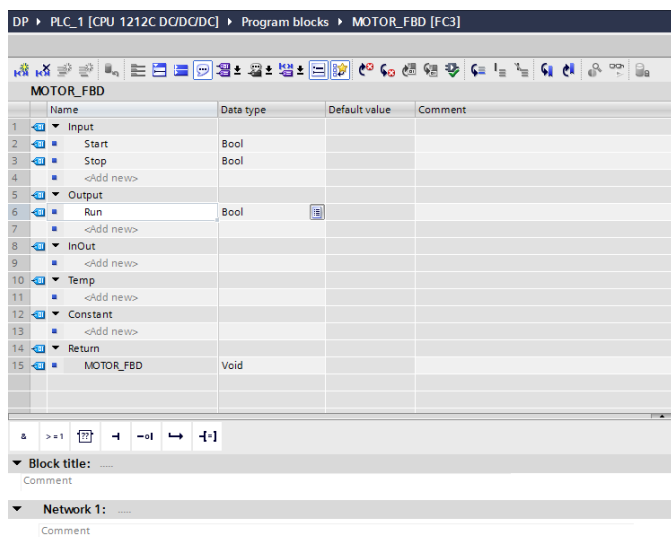 DP ▸ PLC_1 [CPU 1212C DC/DC/DC] ▸ Program blocks ▸ MOTOR_FBD [FC3]
MOTOR_FBD
Name Data type Default value Comment
1 Input
2 Start Bool
3 Stop Bool
4 <Add new>
5 Output
6 Run Bool
7 <Add new>
8 InOut
9 <Add new>
10 Temp
11 <Add new>
12 Constant
13 <Add new>
14 Return
15 MOTOR_FBD Void
& >=1 ?? ⊣ -o| ↦ -[=]
Block title: .....
Comment
Network 1: .....
Comment